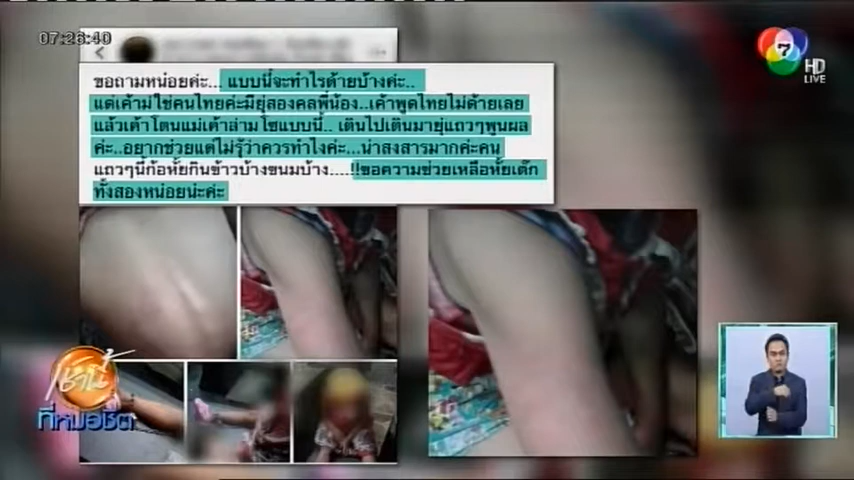 07:26:40
7
HD
LIVE
ขอถามหน่อยค่ะ... แบบนี้จะทำไรด้ายบ้างค่ะ..
แต่เค้าม่ใช่คนไทยค่ะมียุ่สองคลพี่น้อง..เค้าพูดไทยไม่ด้ายเลย
แล้วเค้าโดนแม่เค้าล่ามโซแบบนี้.. เดินไปเดินมายุ่แถวๆพูนผล
ค่ะ..อยากช่วยแต่ไม่รู้ว่าควรทำไงค่ะ...น่าสงสารมากค่ะคน
แถวๆนี้ก้อหั้ยกินข้าวบ้างขนมบ้าง....!!ขอความช่วยเหลือหั้ยเด็ก
ทั้งสองหน่อยน่ะค่ะ
เช้านี้
ที่หมอชิต